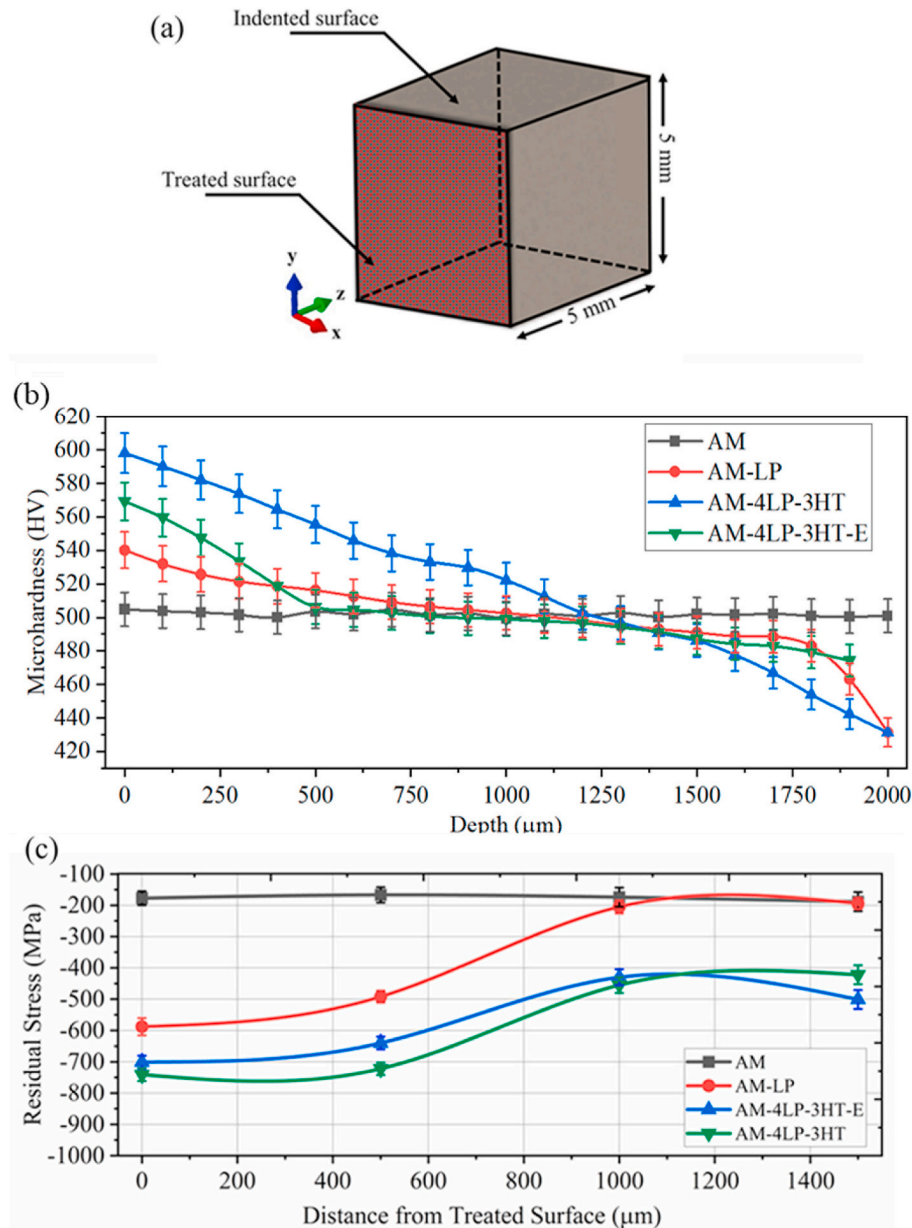 (a)
Indented surface
Treated surface
5 mm
5 mm
y
z
x
(b)
Microhardness (HV)
620
600
580
560
540
520
500
480
460
440
420
AM
AM-LP
AM-4LP-3HT
AM-4LP-3HT-E
0 250 500 750 1000 1250 1500 1750 2000
Depth (μm)
(c)
Residual Stress (MPa)
-100
-200
-300
-400
-500
-600
-700
-800
-900
-1000
AM
AM-LP
AM-4LP-3HT-E
AM-4LP-3HT
0 200 400 600 800 1000 1200 1400
Distance from Treated Surface (μm)